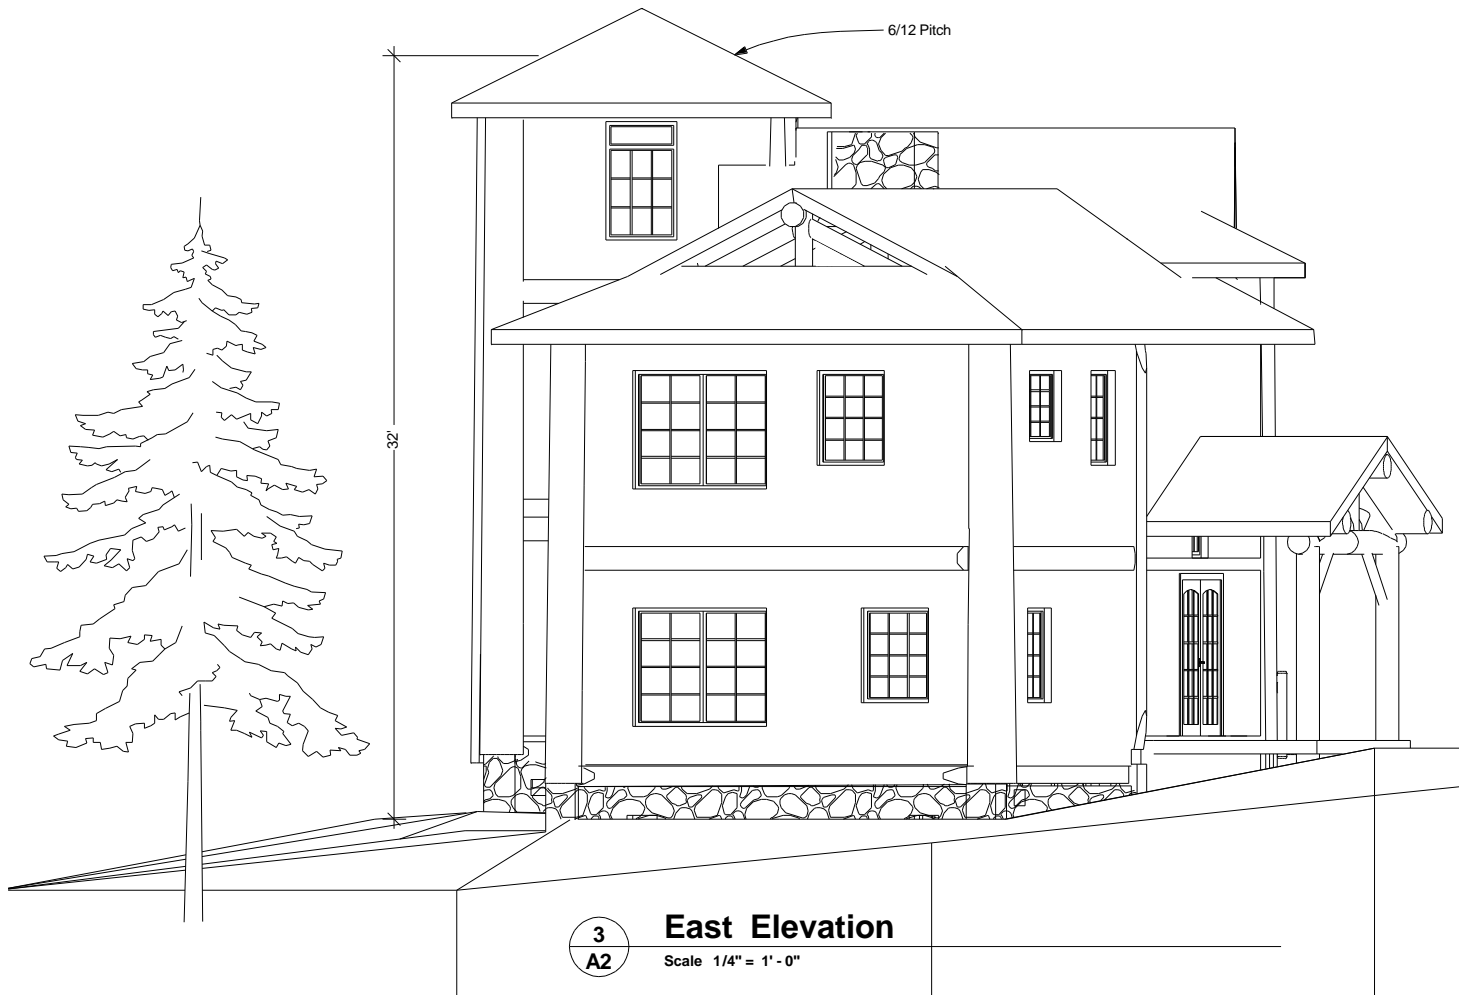 6/12 Pitch
32'
3
A2
East Elevation
Scale 1/4" = 1' - 0"